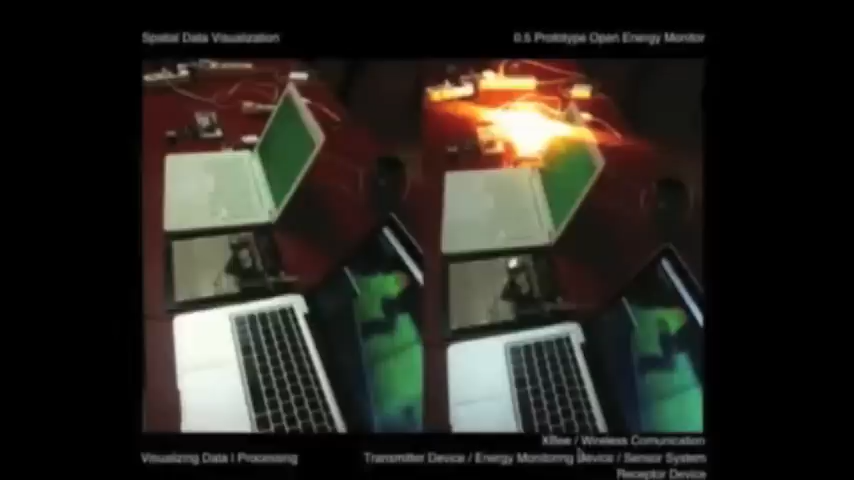 Spatial Data Visualization
0.5 Prototype Open Energy Monitor
XBee / Wireless Comunication
Visualizing Data | Processing
Transmitter Device / Energy Monitoring Device / Sensor System
Receptor Device